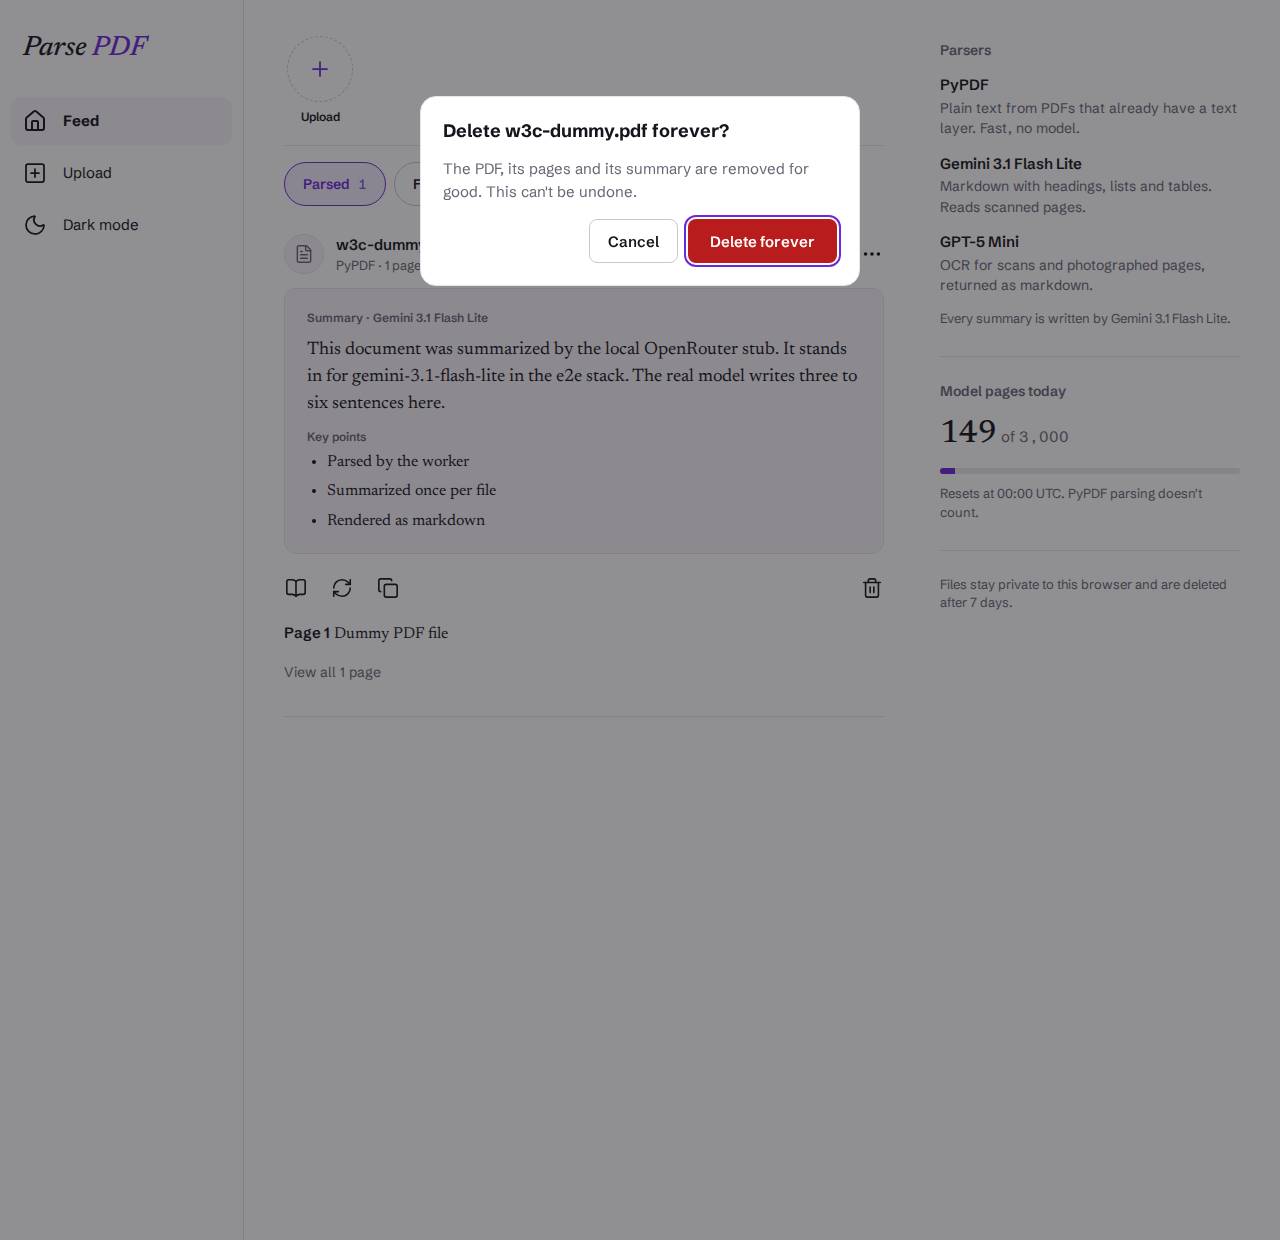 Parse PDF
Feed
Upload
Dark mode
Upload
Parsed 1
F
w3c-dummy
PyPDF · 1 page
Delete w3c-dummy.pdf forever?
The PDF, its pages and its summary are removed for
good. This can't be undone.
Cancel
Delete forever
Summary · Gemini 3.1 Flash Lite
This document was summarized by the local OpenRouter stub. It stands
in for gemini-3.1-flash-lite in the e2e stack. The real model writes three to
six sentences here.
Key points
• Parsed by the worker
• Summarized once per file
• Rendered as markdown
Page 1 Dummy PDF file
View all 1 page
Parsers
PyPDF
Plain text from PDFs that already have a text
layer. Fast, no model.
Gemini 3.1 Flash Lite
Markdown with headings, lists and tables.
Reads scanned pages.
GPT-5 Mini
OCR for scans and photographed pages,
returned as markdown.
Every summary is written by Gemini 3.1 Flash Lite.
Model pages today
149 of 3,000
Resets at 00:00 UTC. PyPDF parsing doesn't
count.
Files stay private to this browser and are deleted
after 7 days.